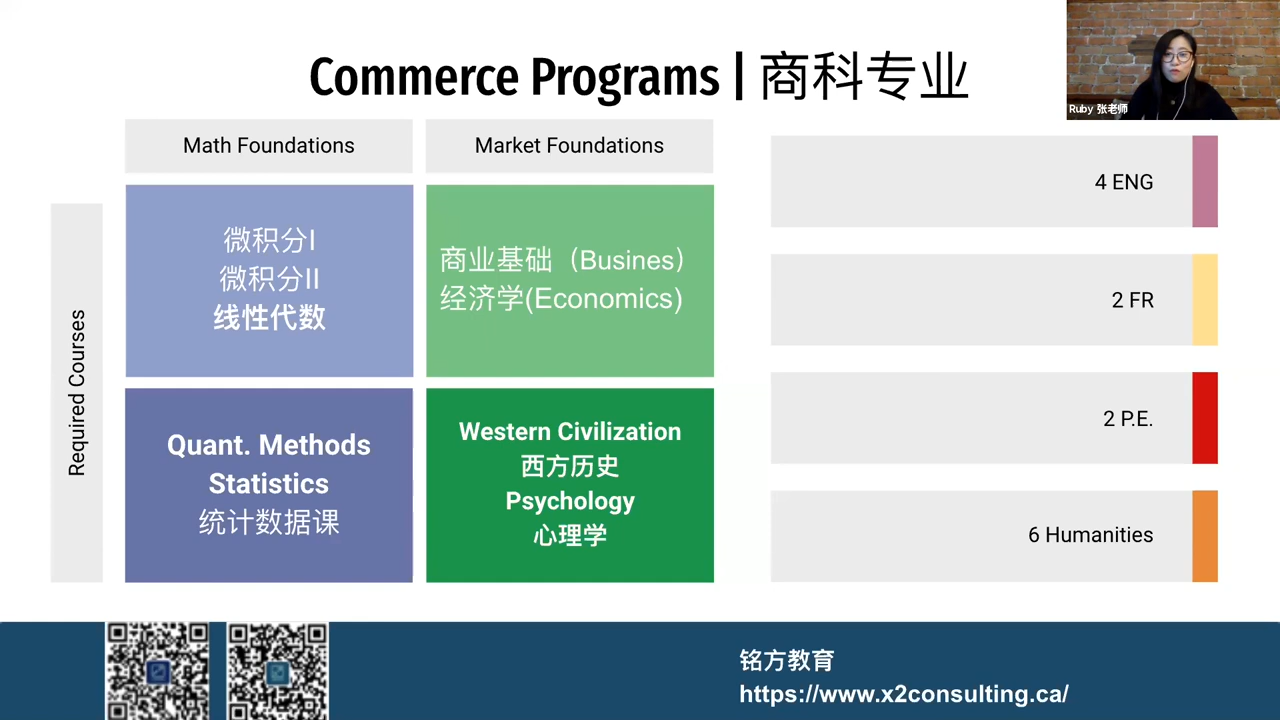 Commerce Programs | 商科专业
Ruby 张老师
Math Foundations
Market Foundations
Required Courses
微积分I
微积分II
线性代数
商业基础（Busines）
经济学(Economics)
Quant. Methods
Statistics
统计数据课
Western Civilization
西方历史
Psychology
心理学
4 ENG
2 FR
2 P.E.
6 Humanities
铭方教育
https://www.x2consulting.ca/